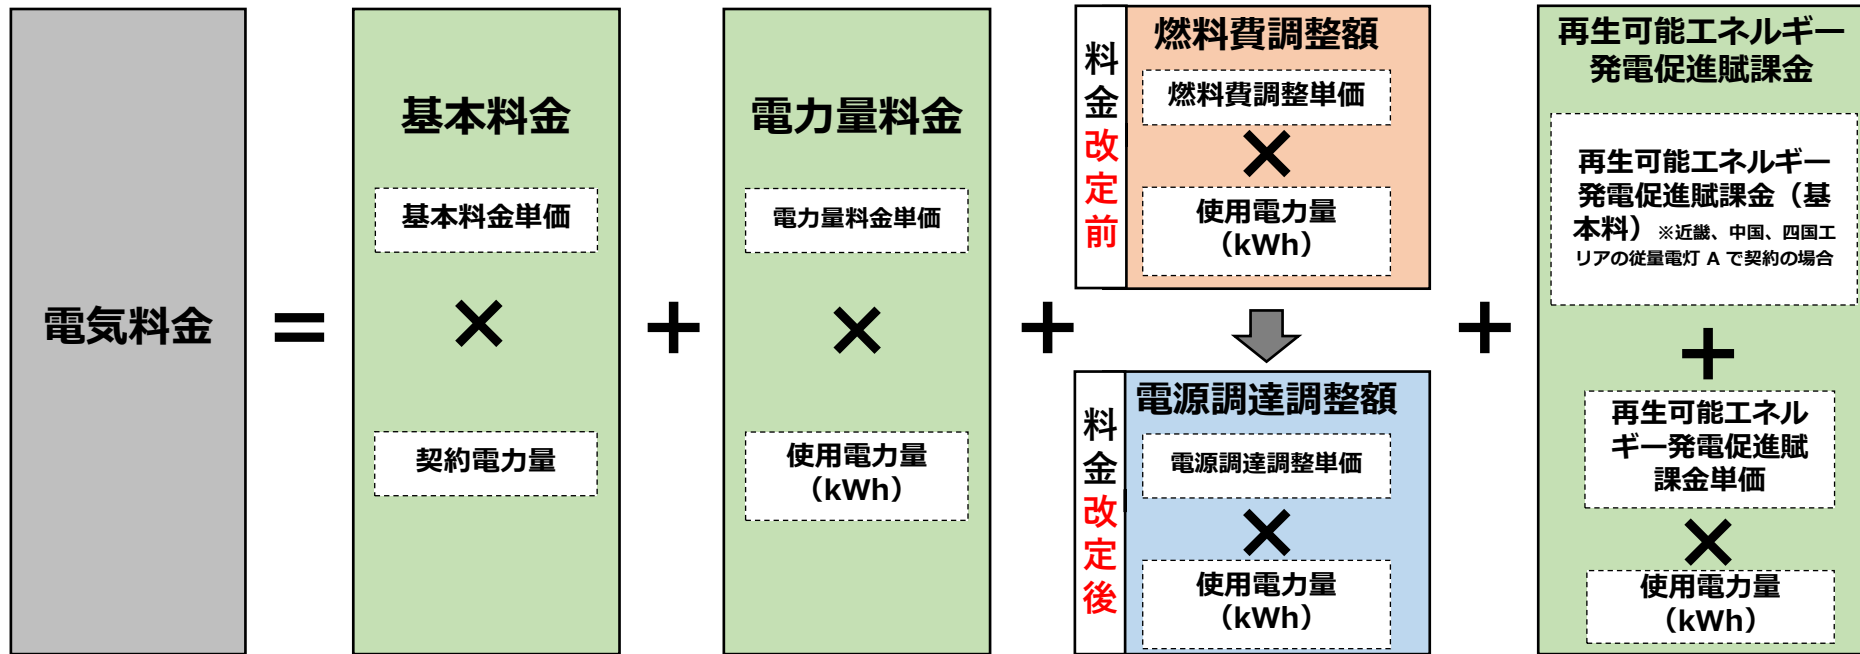 電気料金
＝
基本料金
基本料金単価
×
契約電力量
＋
電力量料金
電力量料金単価
×
使用電力量
（kWh）
＋
料金改定前
燃料費調整額
燃料費調整単価
×
使用電力量
（kWh）
料金改定後
電源調達調整額
電源調達調整単価
×
使用電力量
（kWh）
＋
再生可能エネルギー
発電促進賦課金
再生可能エネルギー
発電促進賦課金（基
本料）※近畿、中国、四国エ
リアの従量電灯 A で契約の場合
＋
再生可能エネル
ギー発電促進賦
課金単価
×
使用電力量
（kWh）